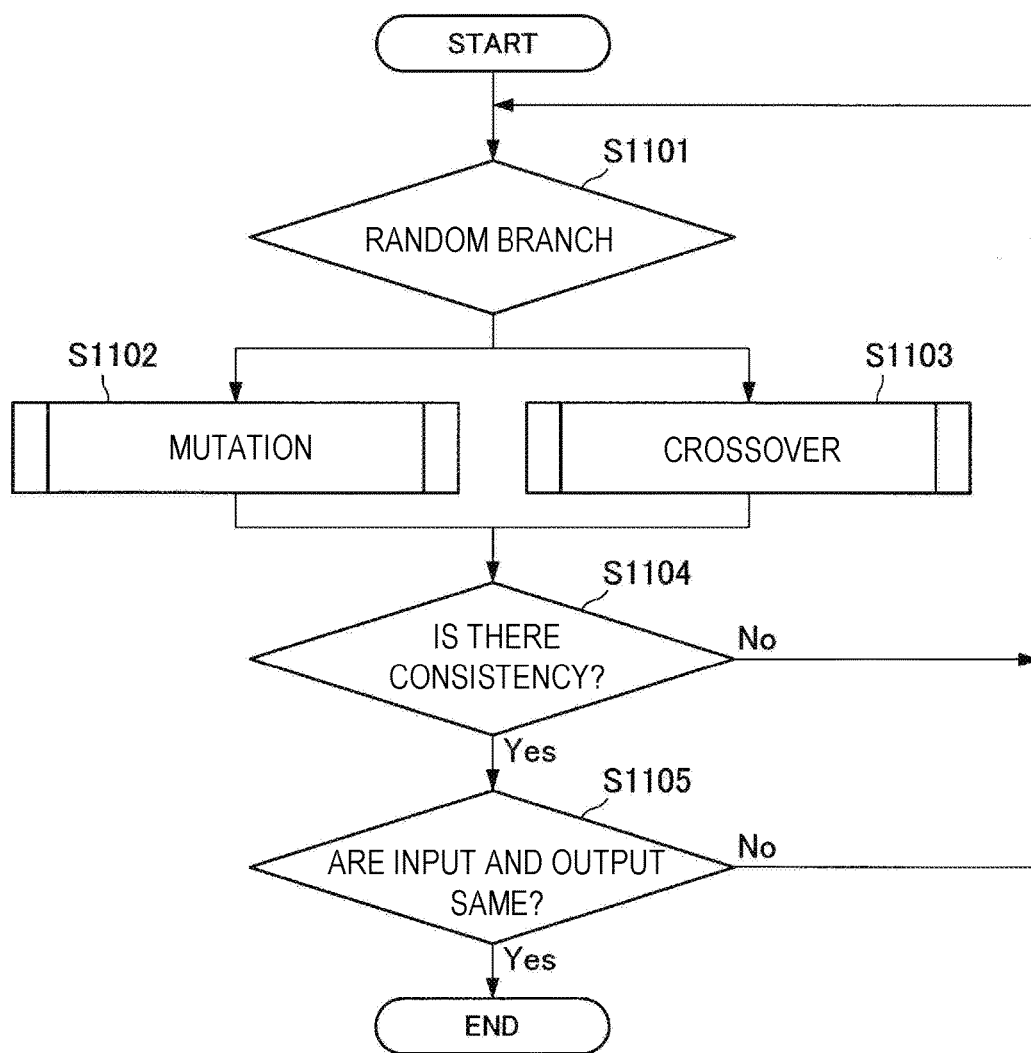 START
S1101
RANDOM BRANCH
S1102
S1103
MUTATION
CROSSOVER
S1104
IS THERE
CONSISTENCY?
No
Yes
S1105
ARE INPUT AND OUTPUT
SAME?
No
Yes
END